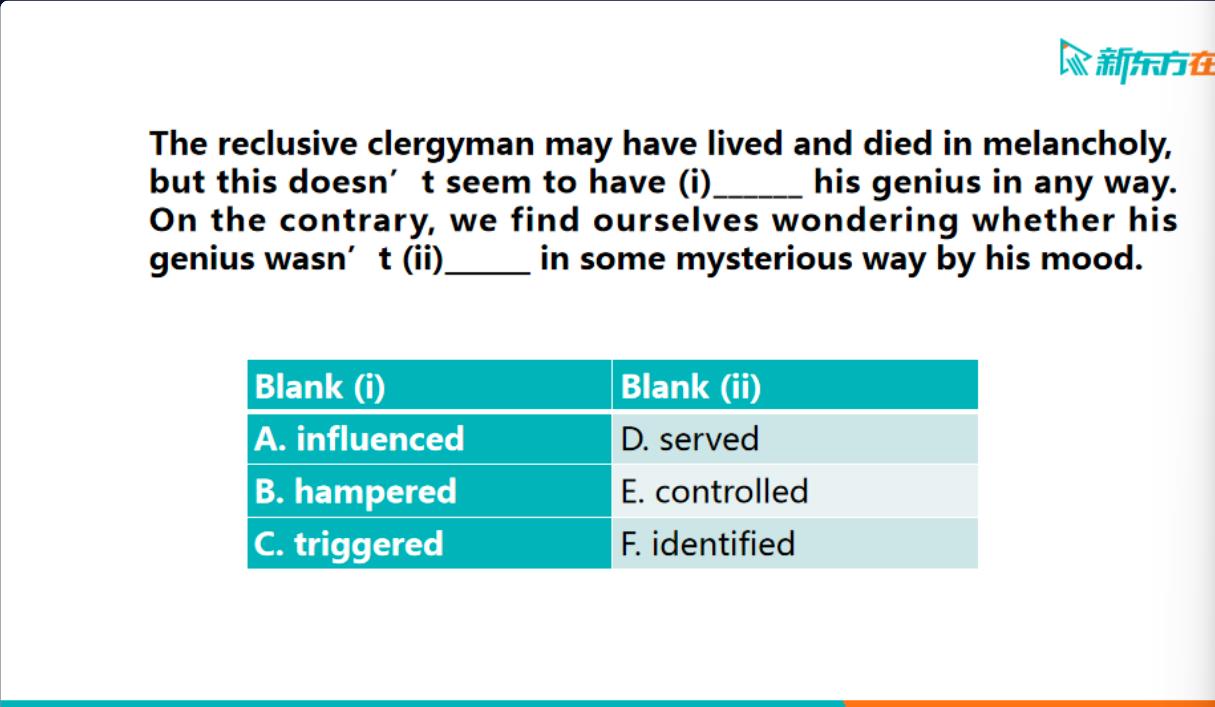 新东方在
The reclusive clergyman may have lived and died in melancholy,
but this doesn’ t seem to have (i)______ his genius in any way.
On the contrary, we find ourselves wondering whether his
genius wasn’ t (ii)______ in some mysterious way by his mood.
Blank (i) Blank (ii)
A. influenced D. served
B. hampered E. controlled
C. triggered F. identified